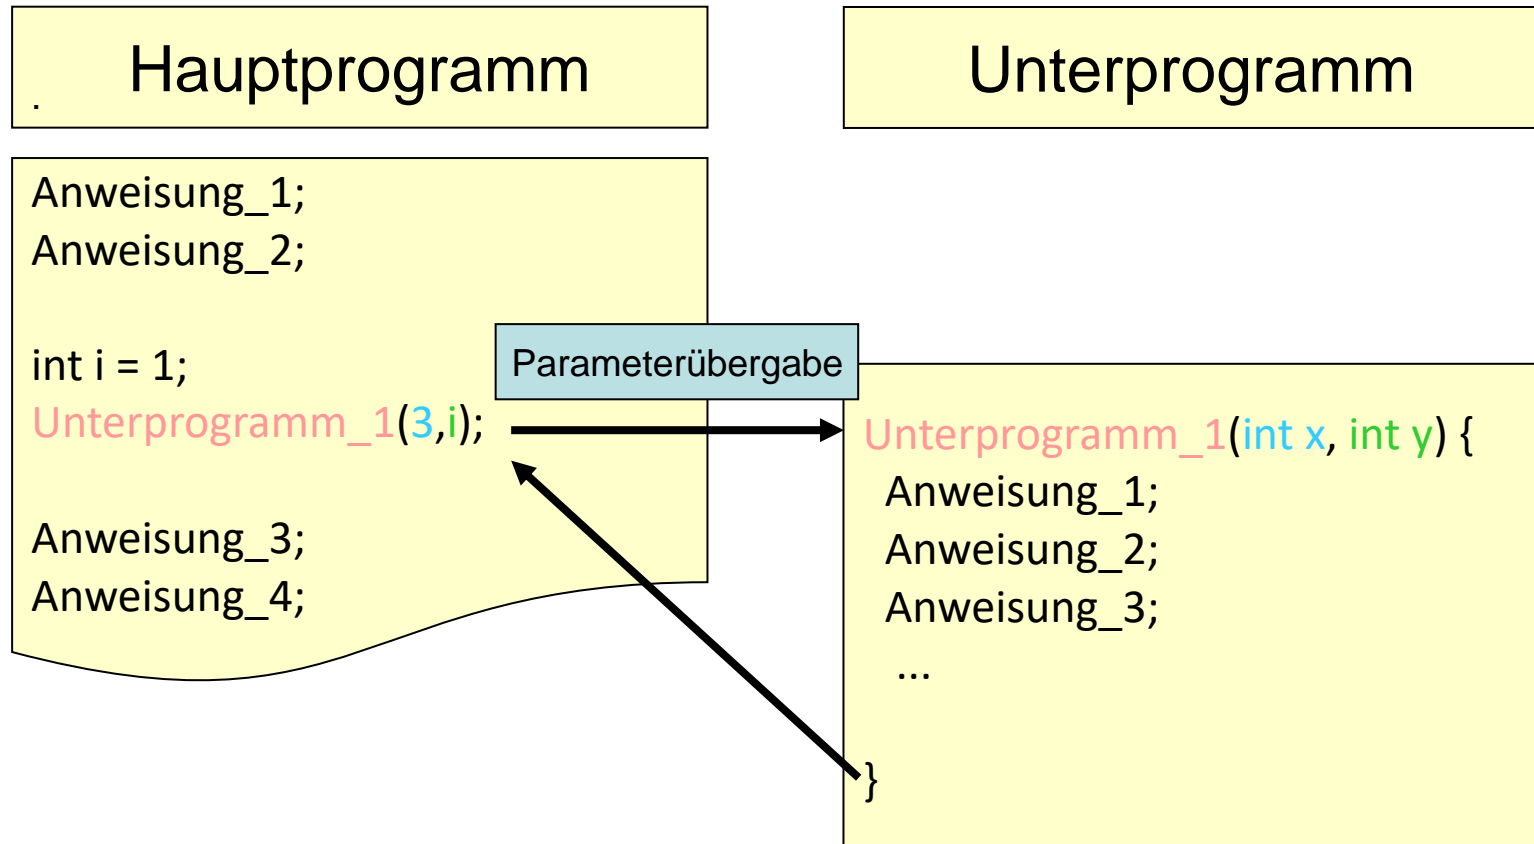 Hauptprogramm
.
Anweisung_1;
Anweisung_2;
int i = 1;
Unterprogramm_1(3,i);
Anweisung_3;
Anweisung_4;
Parameterübergabe
Unterprogramm
Unterprogramm_1(int x, int y) {
Anweisung_1;
Anweisung_2;
Anweisung_3;
...
}